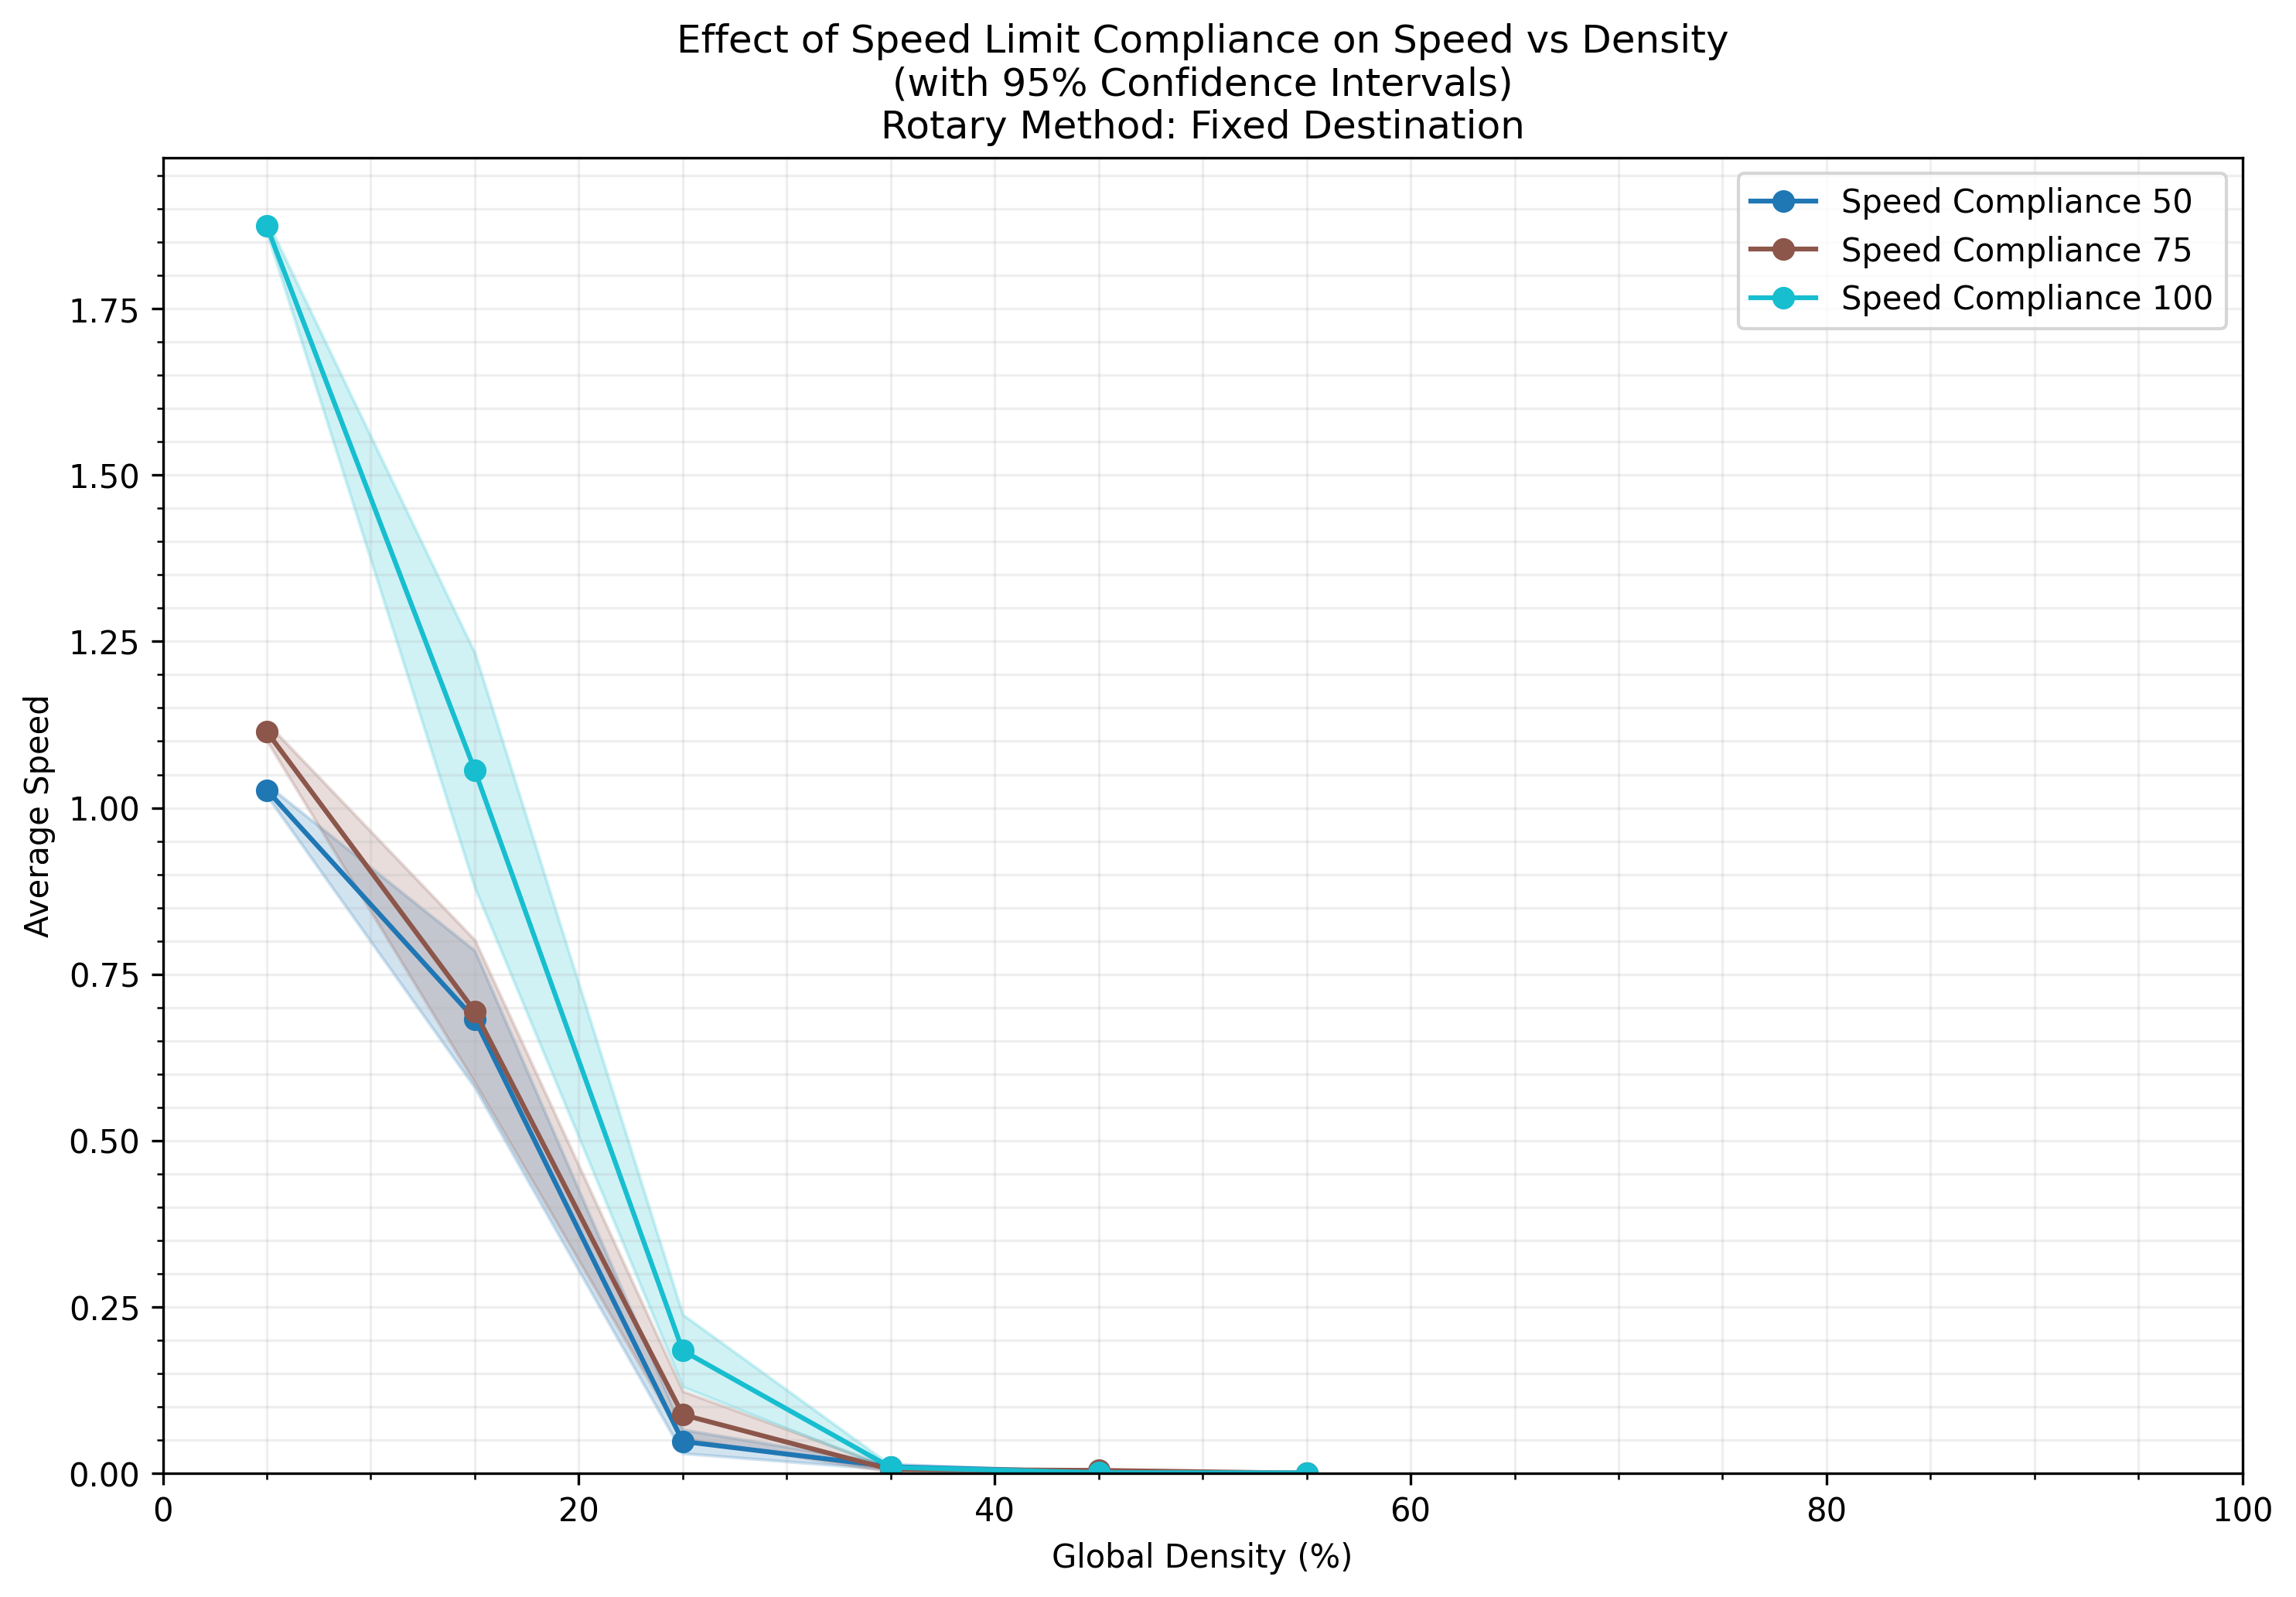 Effect of Speed Limit Compliance on Speed vs Density
(with 95% Confidence Intervals)
Rotary Method: Fixed Destination
Speed Compliance 50
Speed Compliance 75
Speed Compliance 100
Average Speed
1.75
1.50
1.25
1.00
0.75
0.50
0.25
0.00
0 20 40 60 80 100
Global Density (%)